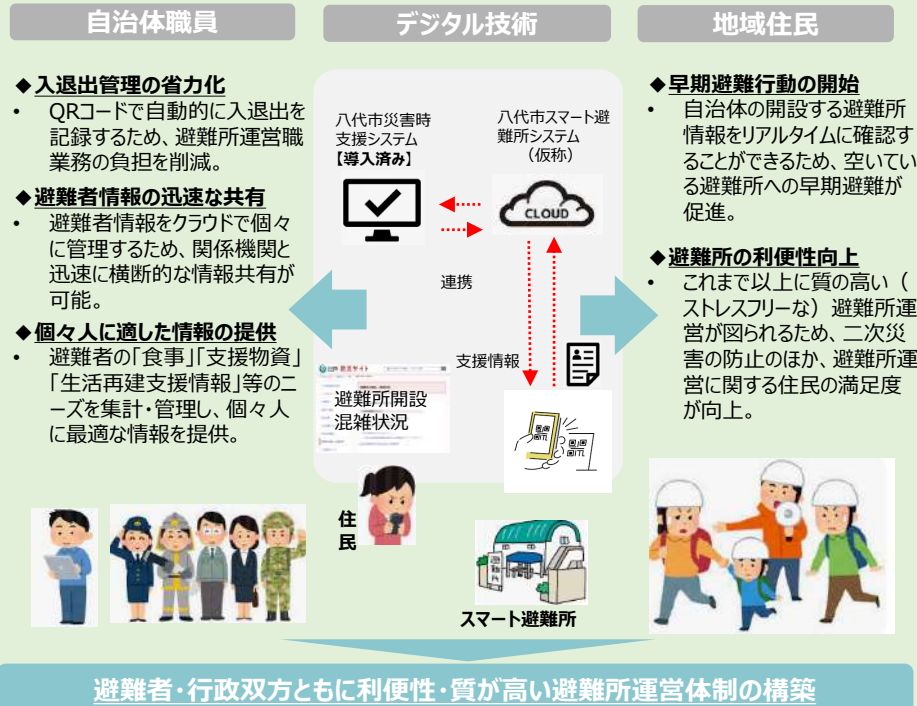 自治体職員
デジタル技術
地域住民
◆入退出管理の省力化
• QRコードで自動的に入退出を
記録するため、避難所運営職
業務の負担を削減。
◆避難者情報の迅速な共有
• 避難者情報をクラウドで個々
に管理するため、関係機関と
迅速に横断的な情報共有が
可能。
◆個々人に適した情報の提供
• 避難者の「食事」「支援物資」
「生活再建支援情報」等のニ
ーズを集計・管理し、個々人
に最適な情報を提供。
八代市災害時
支援システム
【導入済み】
八代市スマート避
難所システム
(仮称)
CLOUD
連携
支援情報
防災サイト
避難所開設
混雑状況
住
民
避難所
スマート避難所
◆早期避難行動の開始
• 自治体の開設する避難所
情報をリアルタイムに確認す
ることができるため、空いてい
る避難所への早期避難が
促進。
◆避難所の利便性向上
• これまで以上に質の高い(
ストレスフリーな)避難所運
営が図られるため、二次災
害の防止のほか、避難所運
営に関する住民の満足度
が向上。
避難者・行政双方ともに利便性・質が高い避難所運営体制の構築